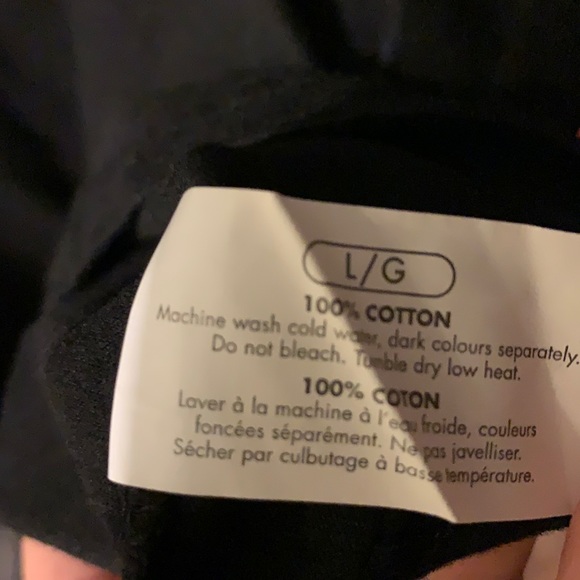 L/G
100% COTTON
Machine wash cold water, dark colours separately.
Do not bleach. Tumble dry low heat.
100% COTON
Laver à la machine à l'eau froide, couleurs
foncées séparément. Ne pas javelliser.
Sécher par culbutage à basse température.